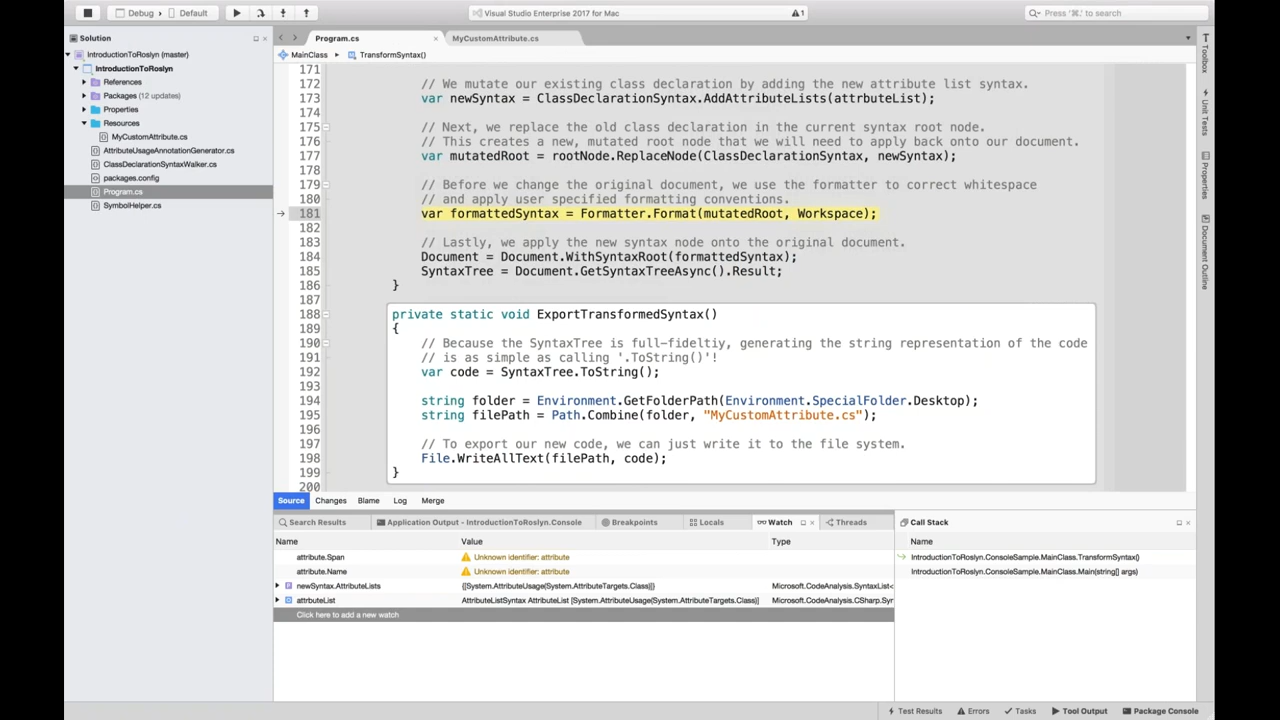 Debug › Default
Visual Studio Enterprise 2017 for Mac
1
Press '⌘.' to search
Solution
IntroductionToRoslyn (master)
IntroductionToRoslyn
References
Packages (12 updates)
Properties
Resources
MyCustomAttribute.cs
AttributeUsageAnnotationGenerator.cs
ClassDeclarationSyntaxWalker.cs
packages.config
Program.cs
SymbolHelper.cs
Program.cs
MyCustomAttribute.cs
MainClass
TransformSyntax()
171
172 // We mutate our existing class declaration by adding the new attribute list syntax.
173 var newSyntax = ClassDeclarationSyntax.AddAttributeLists(attrbuteList);
174
175 // Next, we replace the old class declaration in the current syntax root node.
176 // This creates a new, mutated root node that we will need to apply back onto our document.
177 var mutatedRoot = rootNode.ReplaceNode(ClassDeclarationSyntax, newSyntax);
178
179 // Before we change the original document, we use the formatter to correct whitespace
180 // and apply user specified formatting conventions.
181 var formattedSyntax = Formatter.Format(mutatedRoot, Workspace);
182
183 // Lastly, we apply the new syntax node onto the original document.
184 Document = Document.WithSyntaxRoot(formattedSyntax);
185 SyntaxTree = Document.GetSyntaxTreeAsync().Result;
186 }
187
188 private static void ExportTransformedSyntax()
189 {
190 // Because the SyntaxTree is full-fideltiy, generating the string representation of the code
191 // is as simple as calling '.ToString()'!
192 var code = SyntaxTree.ToString();
193
194 string folder = Environment.GetFolderPath(Environment.SpecialFolder.Desktop);
195 string filePath = Path.Combine(folder, "MyCustomAttribute.cs");
196
197 // To export our new code, we can just write it to the file system.
198 File.WriteAllText(filePath, code);
199 }
200
Source Changes Blame Log Merge
Search Results Application Output - IntroductionToRoslyn.Console Breakpoints Locals Watch Threads
Name Value Type
attribute.Span Unknown identifier: attribute
attribute.Name Unknown identifier: attribute
newSyntax.AttributeLists {[System.AttributeUsage(System.AttributeTargets.Class)]} Microsoft.CodeAnalysis.SyntaxList<
attrbuteList AttributeListSyntax AttributeList [System.AttributeUsage(System.AttributeTargets.Class)] Microsoft.CodeAnalysis.CSharp.Syr
Click here to add a new watch
Call Stack
Name
IntroductionToRoslyn.ConsoleSample.MainClass.TransformSyntax()
IntroductionToRoslyn.ConsoleSample.MainClass.Main(string[] args)
Toolbox
Unit Tests
Properties
Document Outline
Test Results Errors Tasks Tool Output Package Console